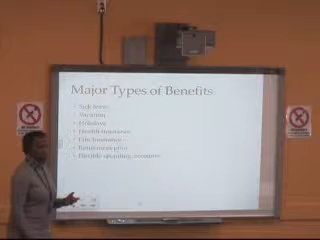 Major Types of Benefits
Sick leave
Vacation
Holidays
Health insurance
Life insurance
Retirement plan
Flexible spending accounts